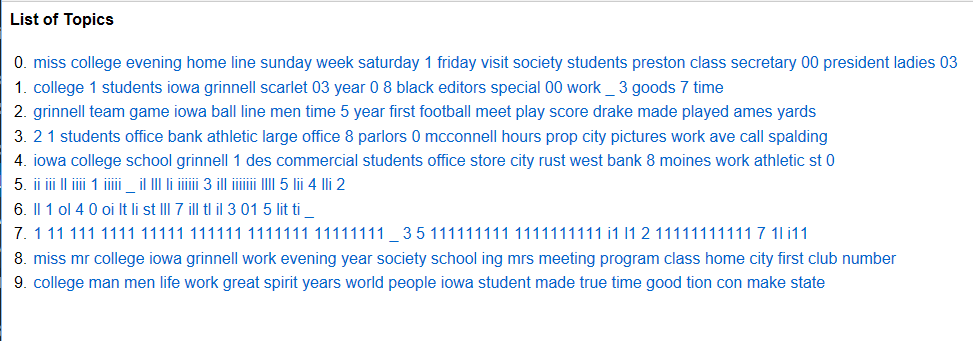 List of Topics
0. miss college evening home line sunday week saturday 1 friday visit society students preston class secretary 00 president ladies 03
1. college 1 students iowa grinnell scarlet 03 year 0 8 black editors special 00 work _ 3 goods 7 time
2. grinnell team game iowa ball line men time 5 year first football meet play score drake made played ames yards
3. 2 1 students office bank athletic large office 8 parlors 0 mcconnell hours prop city pictures work ave call spalding
4. iowa college school grinnell 1 des commercial students office store city rust west bank 8 moines work athletic st 0
5. ii iii ll iiii 1 iiiii _ il lll li iiiiii 3 ill iiiiiii llll 5 lii 4 lli 2
6. ll 1 ol 4 0 oi lt li st lll 7 ill tl il 3 01 5 lit ti _
7. 1 11 111 1111 11111 111111 1111111 11111111 _ 3 5 111111111 1111111111 i1 l1 2 11111111111 7 1l i11
8. miss mr college iowa grinnell work evening year society school ing mrs meeting program class home city first club number
9. college man men life work great spirit years world people iowa student made true time good tion con make state